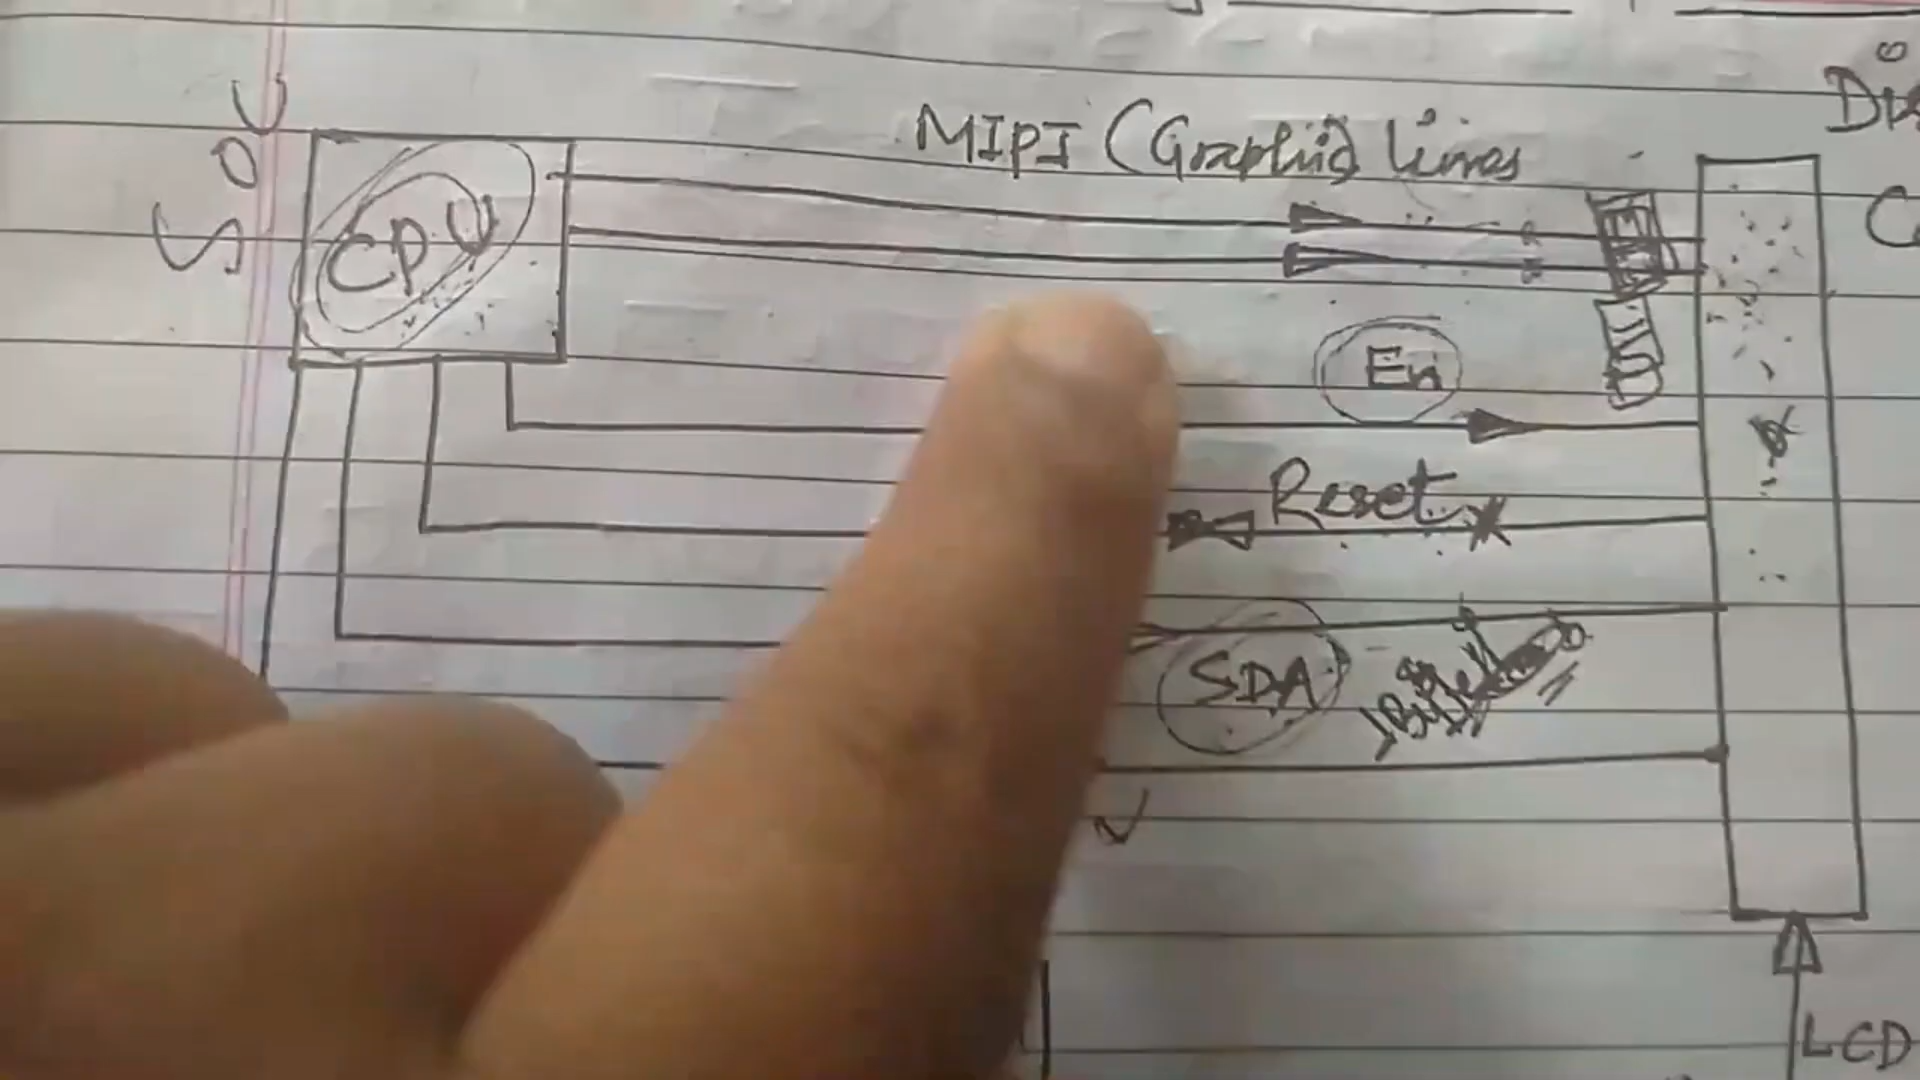 SOC
CPU
MIPI (Graphic) lines
En
Reset
SDA
LCD